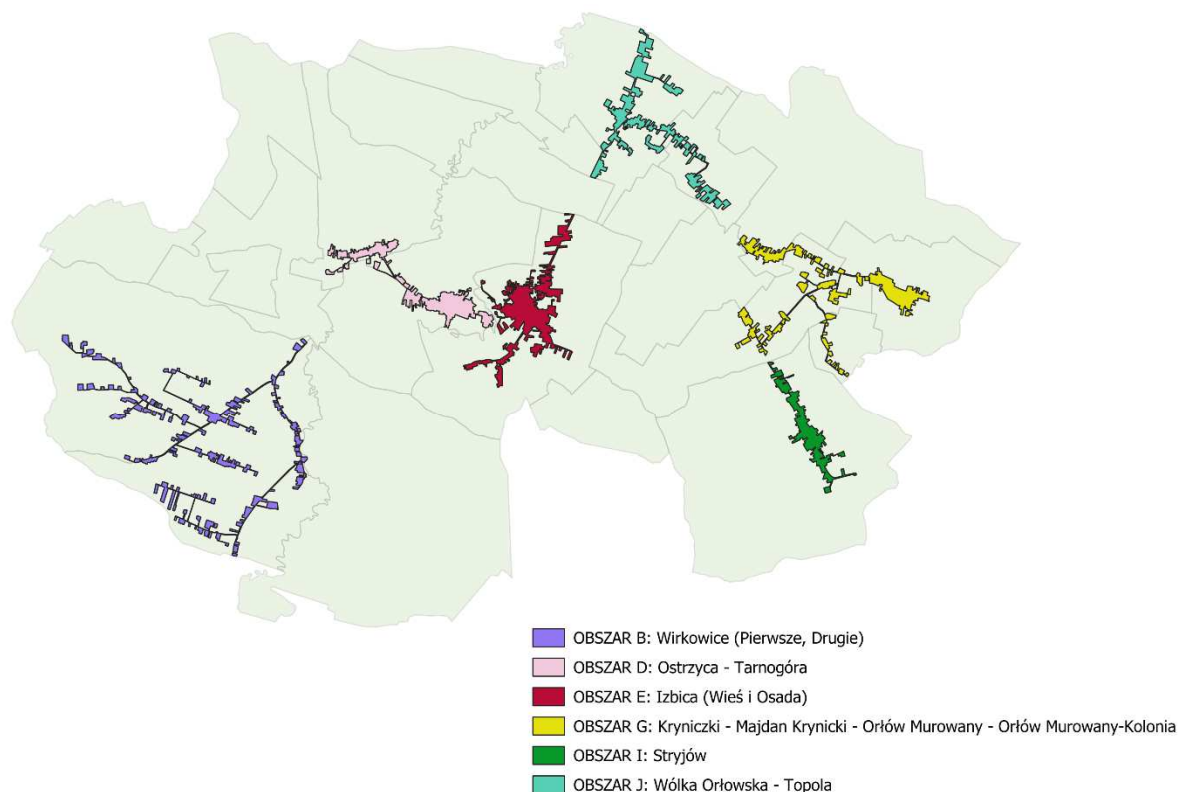 OBSZAR B: Wirkowice (Pierwsze, Drugie)
OBSZAR D: Ostrzyca - Tarnogóra
OBSZAR E: Izbica (Wieś i Osada)
OBSZAR G: Kryniczki - Majdan Krynicki - Orłów Murowany - Orłów Murowany-Kolonia
OBSZAR I: Stryjów
OBSZAR J: Wólka Orłowska - Topola